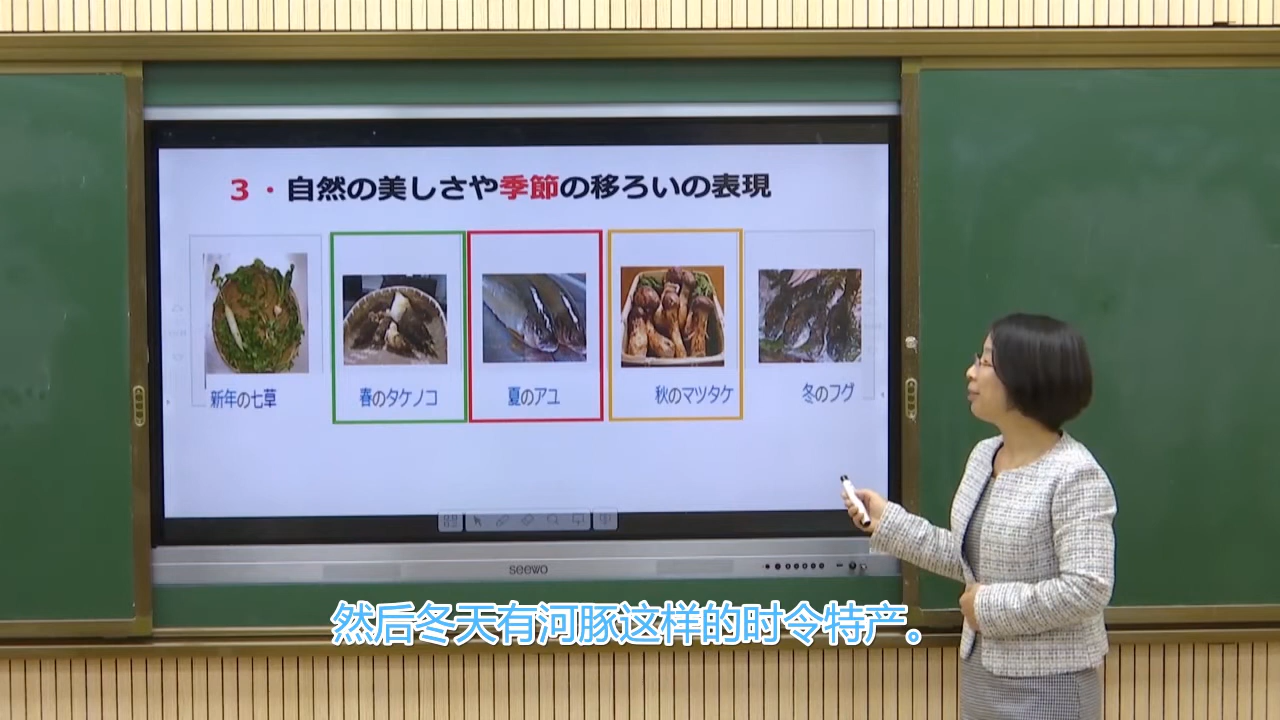 3・自然の美しさや季節の移ろいの表現
新年の七草
春のタケノコ
夏のアユ
秋のマツタケ
冬のフグ
seewo
然后冬天有河豚这样的时令特产。